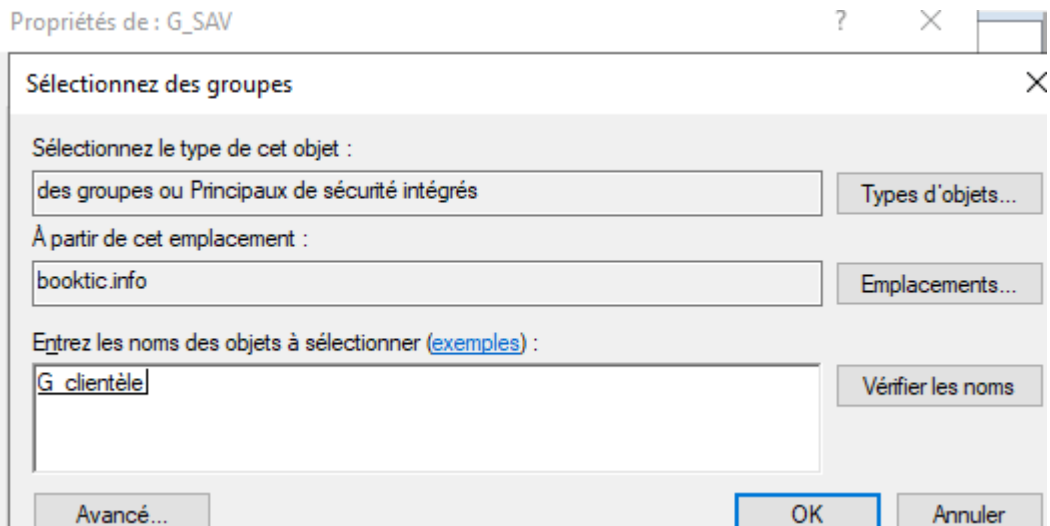 Propriétés de : G_SAV ? ×
Sélectionnez des groupes ×
Sélectionnez le type de cet objet :
des groupes ou Principaux de sécurité intégrés Types d'objets...
À partir de cet emplacement :
booktic.info Emplacements...
Entrez les noms des objets à sélectionner (exemples) :
G_clientèle Vérifier les noms
Avancé... OK Annuler